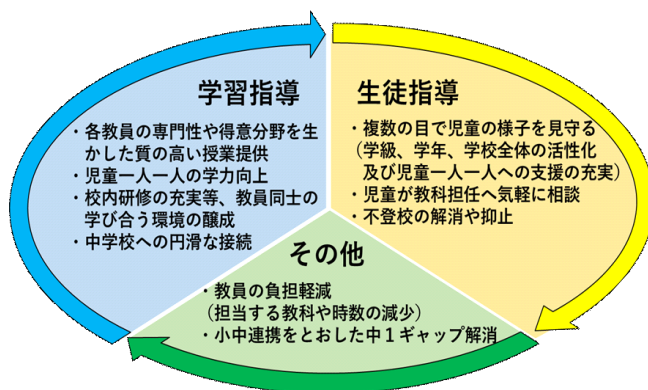 学習指導
・各教員の専門性や得意分野を生
かした質の高い授業提供
・児童一人一人の学力向上
・校内研修の充実等、教員同士の
学び合う環境の醸成
・中学校への円滑な接続
生徒指導
・複数の目で児童の様子を見守る
（学級、学年、学校全体の活性化
及び児童一人一人への支援の充実）
・児童が教科担任へ気軽に相談
・不登校の解消や抑止
その他
・教員の負担軽減
（担当する教科や時数の減少）
・小中連携をとおした中１ギャップ解消